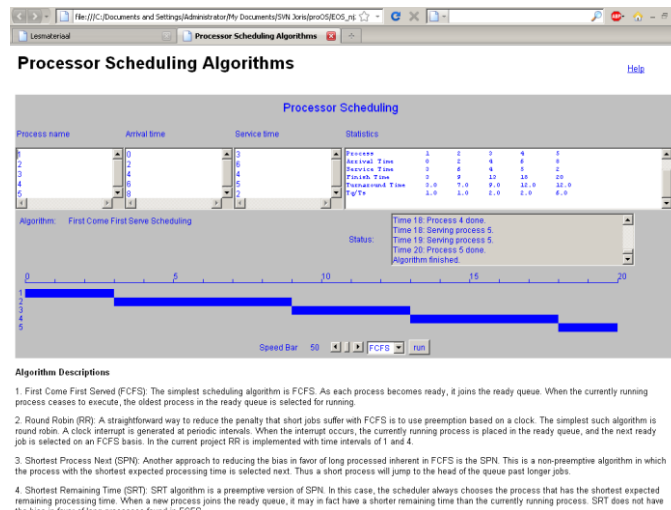 file:///C:/Documents and Settings/Administrator/My Documents/SVN Joris/proOS/EOS_nj
Lesmateriaal
Processor Scheduling Algorithms
Processor Scheduling Algorithms
Help
Processor Scheduling
Process name Arrival time Service time Statistics
1
2
3
4
5
0
2
4
6
8
3
6
4
5
2
Process 1 2 3 4 5
Arrival Time 0 2 4 6 8
Service Time 3 6 4 5 2
Finish Time 3 9 13 18 20
Turnaround Time 3.0 7.0 9.0 12.0 12.0
Tq/Ts 1.0 1.0 2.0 2.0 6.0
Algorithm: First Come First Serve Scheduling
Status:
Time 18: Process 4 done.
Time 18: Serving process 5.
Time 19: Serving process 5.
Time 20: Process 5 done.
Algorithm finished.
0 5 10 15 20
1
2
3
4
5
Speed Bar 50 FCFS run
Algorithm Descriptions
1. First Come First Served (FCFS): The simplest scheduling algorithm is FCFS. As each process becomes ready, it joins the ready queue. When the currently running
process ceases to execute, the oldest process in the ready queue is selected for running.
2. Round Robin (RR): A straightforward way to reduce the penalty that short jobs suffer with FCFS is to use preemption based on a clock. The simplest such algorithm is
round robin. A clock interrupt is generated at periodic intervals. When the interrupt occurs, the currently running process is placed in the ready queue, and the next ready
job is selected on an FCFS basis. In the current project RR is implemented with time intervals of 1 and 4.
3. Shortest Process Next (SPN): Another approach to reducing the bias in favor of long processed inherent in FCFS is the SPN. This is a non-preemptive algorithm in which
the process with the shortest expected processing time is selected next. Thus a short process will jump to the head of the queue past longer jobs.
4. Shortest Remaining Time (SRT): SRT algorithm is a preemptive version of SPN. In this case, the scheduler always chooses the process that has the shortest expected
remaining processing time. When a new process joins the ready queue, it may in fact have a shorter remaining time than the currently running process. SRT does not have
the bias in favor of long processes found in FCFS.